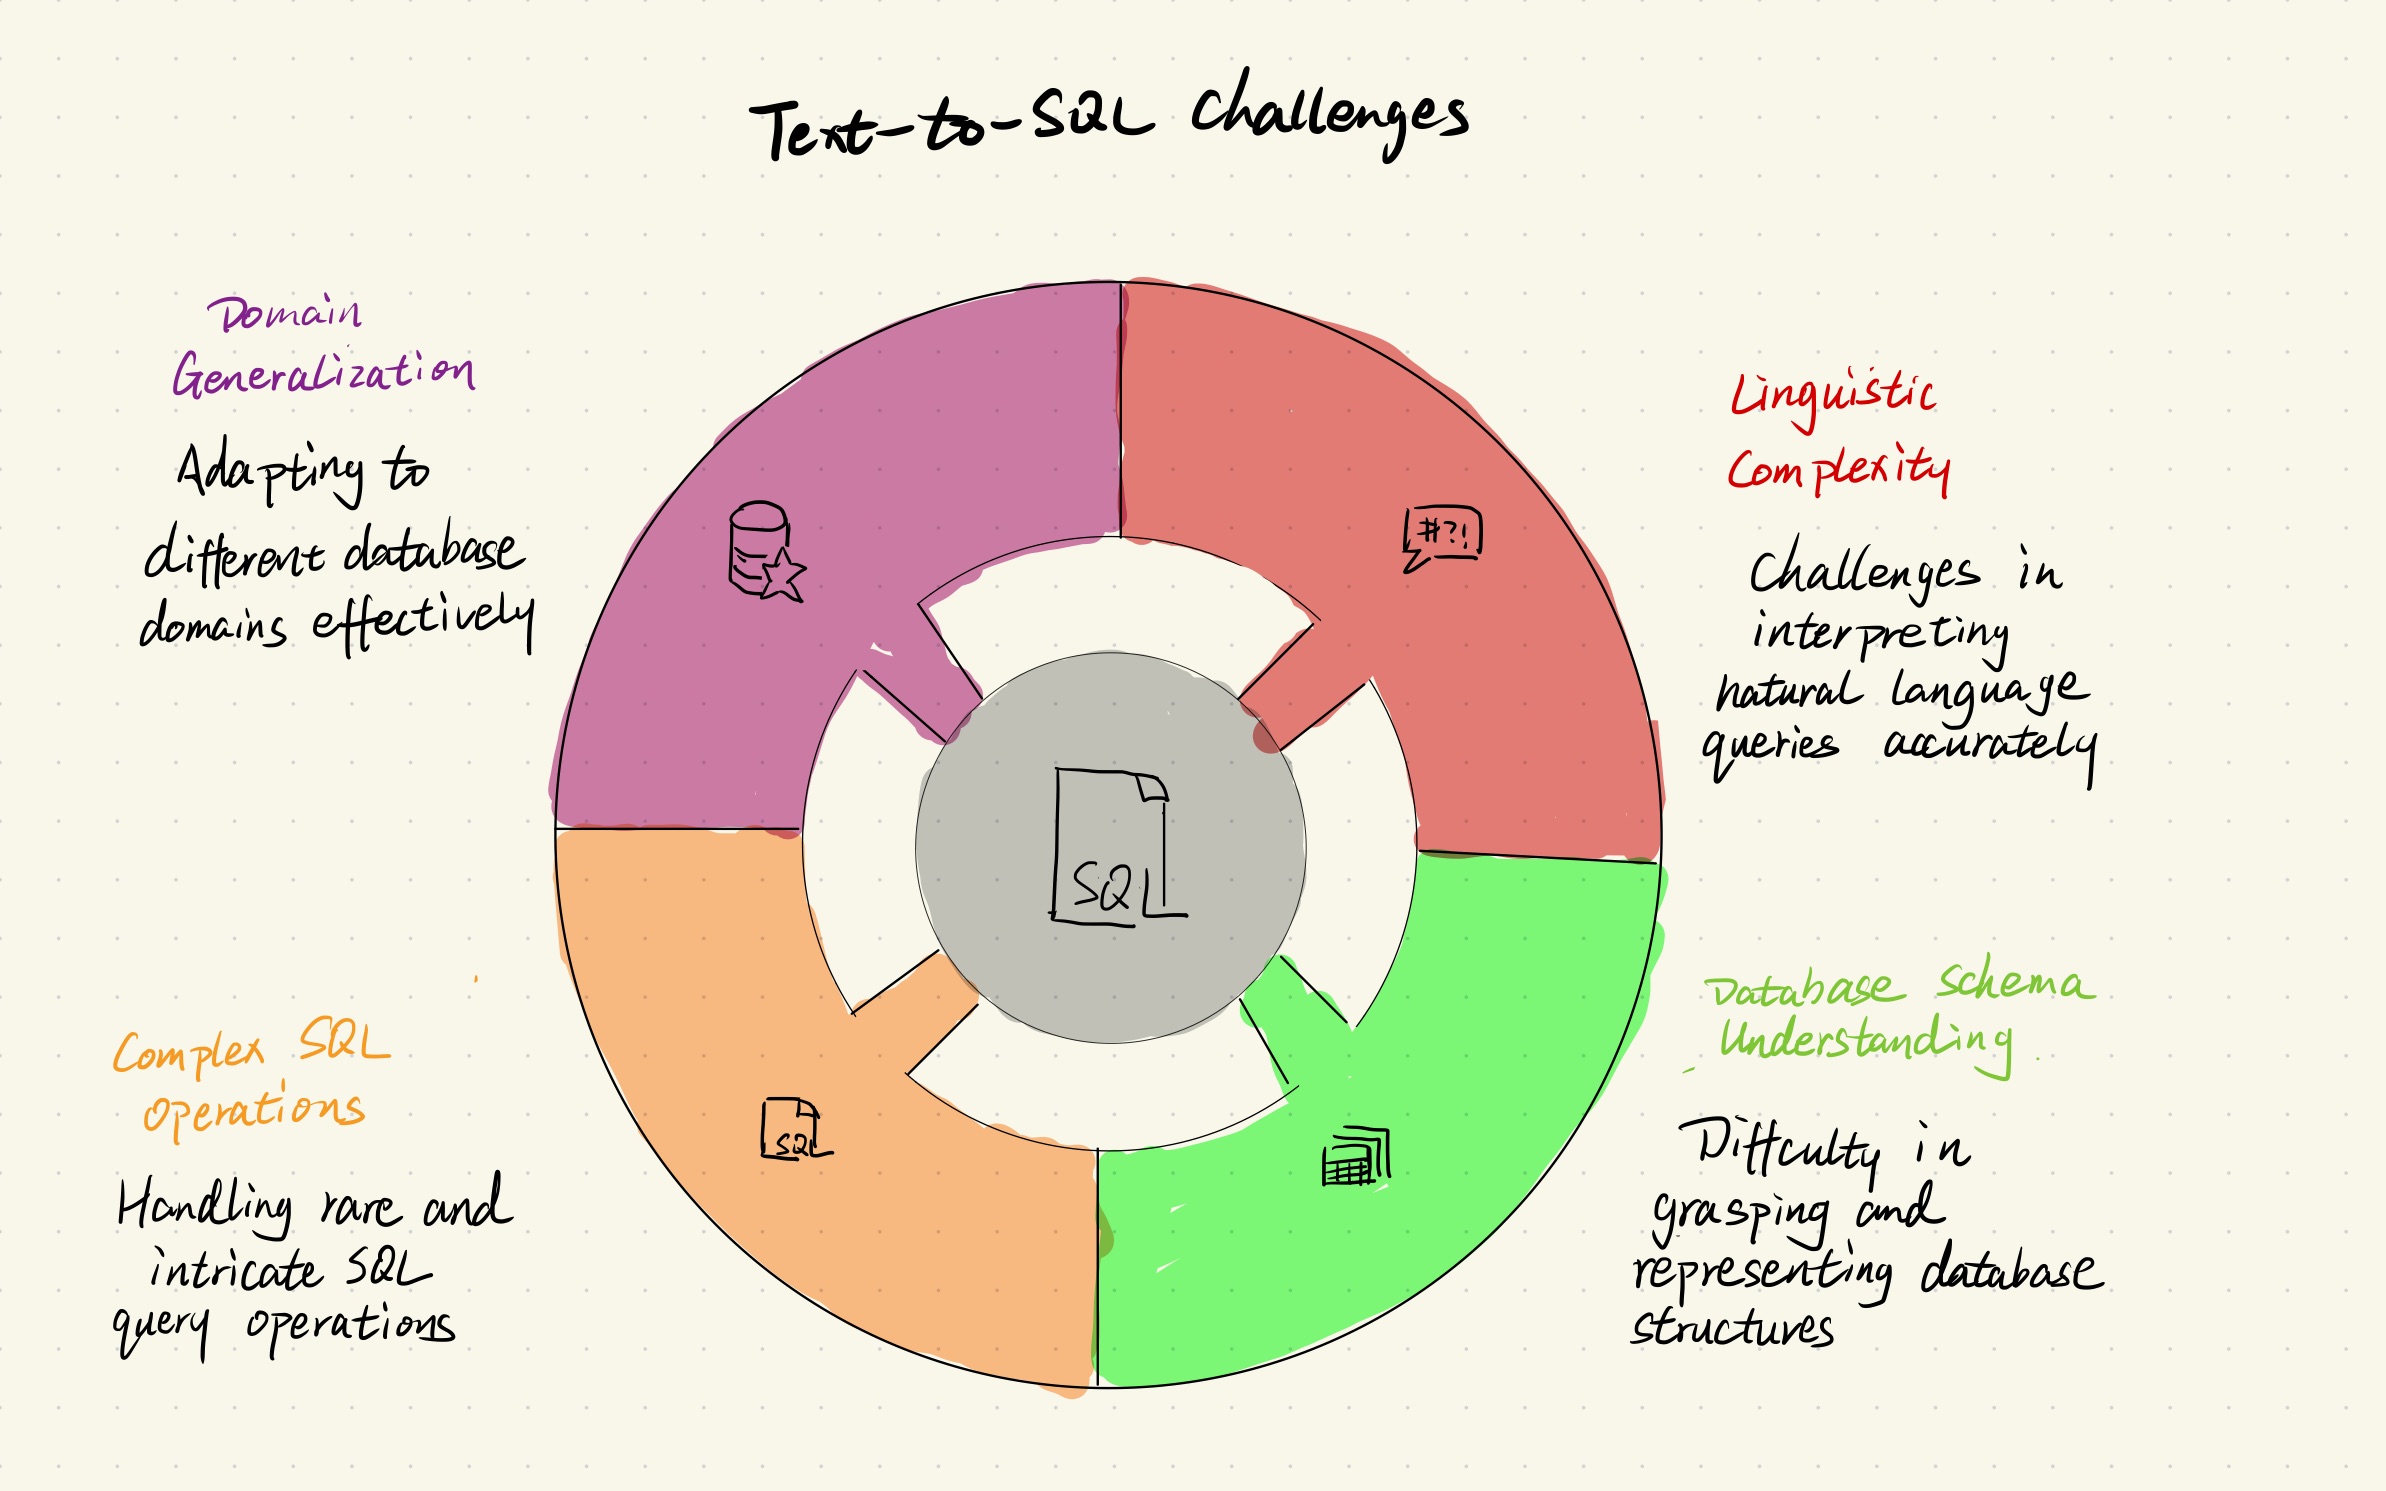 Text-to-SQL Challenges
Domain
Generalization
Adapting to
different database
domains effectively
#?!
Linguistic
Complexity
Challenges in
interpreting
natural language
queries accurately
SQL
Complex SQL
Operations
Handling rare and
intricate SQL
query operations
SQL
Database Schema
Understanding
Difficulty in
grasping and
representing database
structures